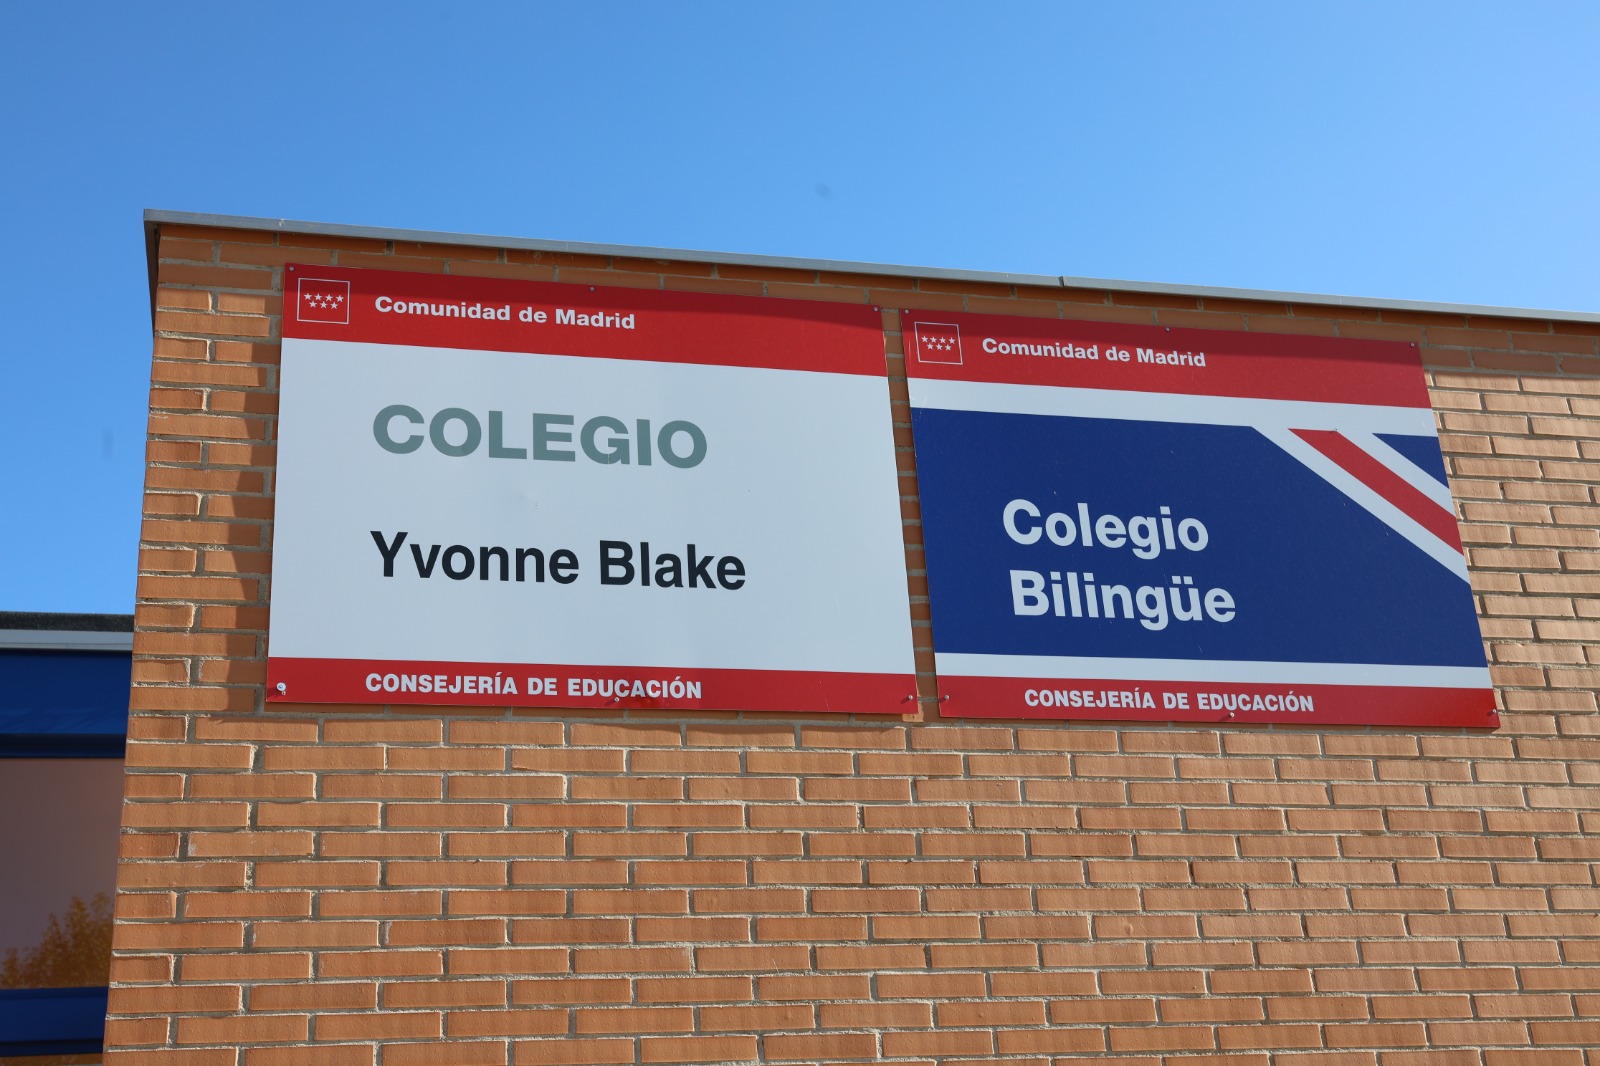 Comunidad de Madrid
COLEGIO
Yvonne Blake
CONSEJERÍA DE EDUCACIÓN
Comunidad de Madrid
Colegio
Bilingüe
CONSEJERÍA DE EDUCACIÓN